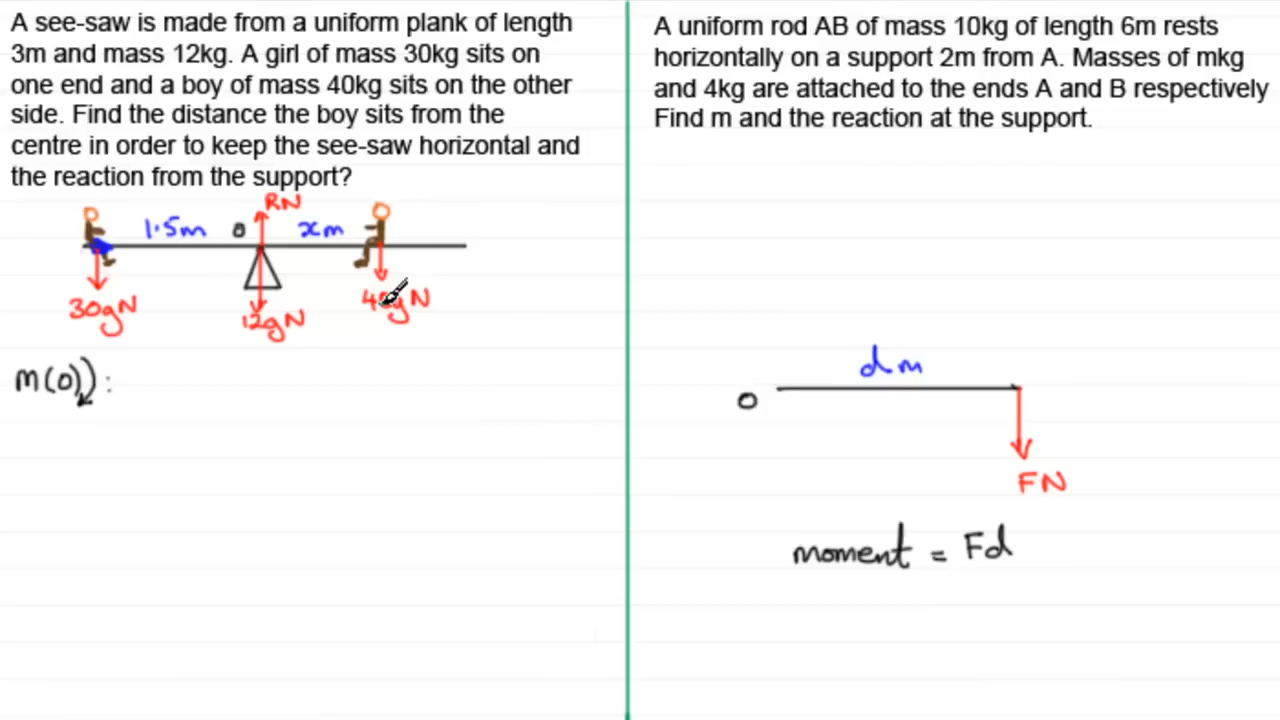 A see-saw is made from a uniform plank of length
3m and mass 12kg. A girl of mass 30kg sits on
one end and a boy of mass 40kg sits on the other
side. Find the distance the boy sits from the
centre in order to keep the see-saw horizontal and
the reaction from the support?
RN
1.5m O xm
30gN
12gN
40gN
M(O):
A uniform rod AB of mass 10kg of length 6m rests
horizontally on a support 2m from A. Masses of mkg
and 4kg are attached to the ends A and B respectively
Find m and the reaction at the support.
dm
O
FN
moment = Fd